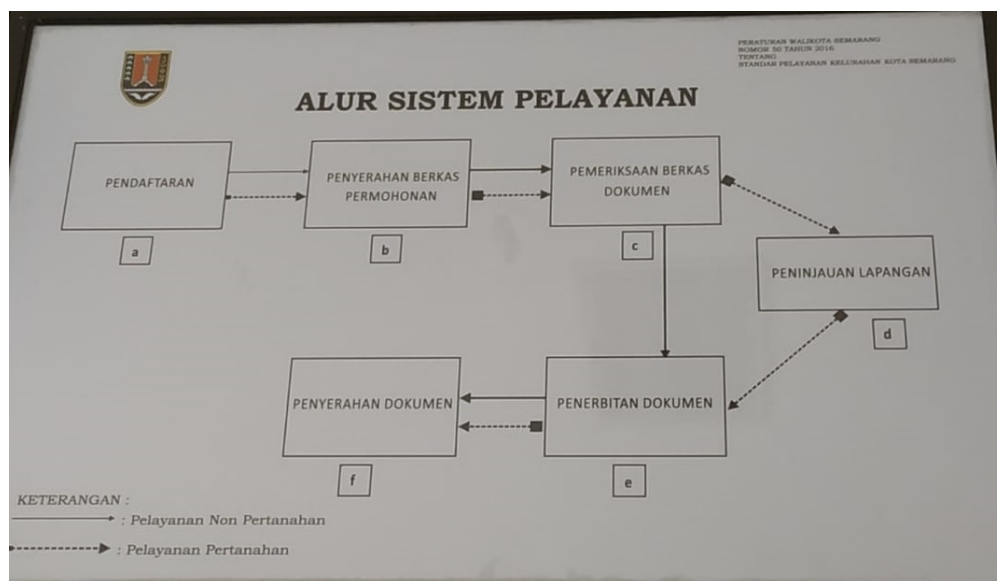 PERATURAN WALIKOTA SEMARANG
NOMOR 50 TAHUN 2016
TENTANG
STANDAR PELAYANAN KELURAHAN KOTA SEMARANG
ALUR SISTEM PELAYANAN
PENDAFTARAN
a
PENYERAHAN BERKAS
PERMOHONAN
b
PEMERIKSAAN BERKAS
DOKUMEN
c
PENINJAUAN LAPANGAN
d
PENYERAHAN DOKUMEN
f
PENERBITAN DOKUMEN
e
KETERANGAN :
: Pelayanan Non Pertanahan
: Pelayanan Pertanahan